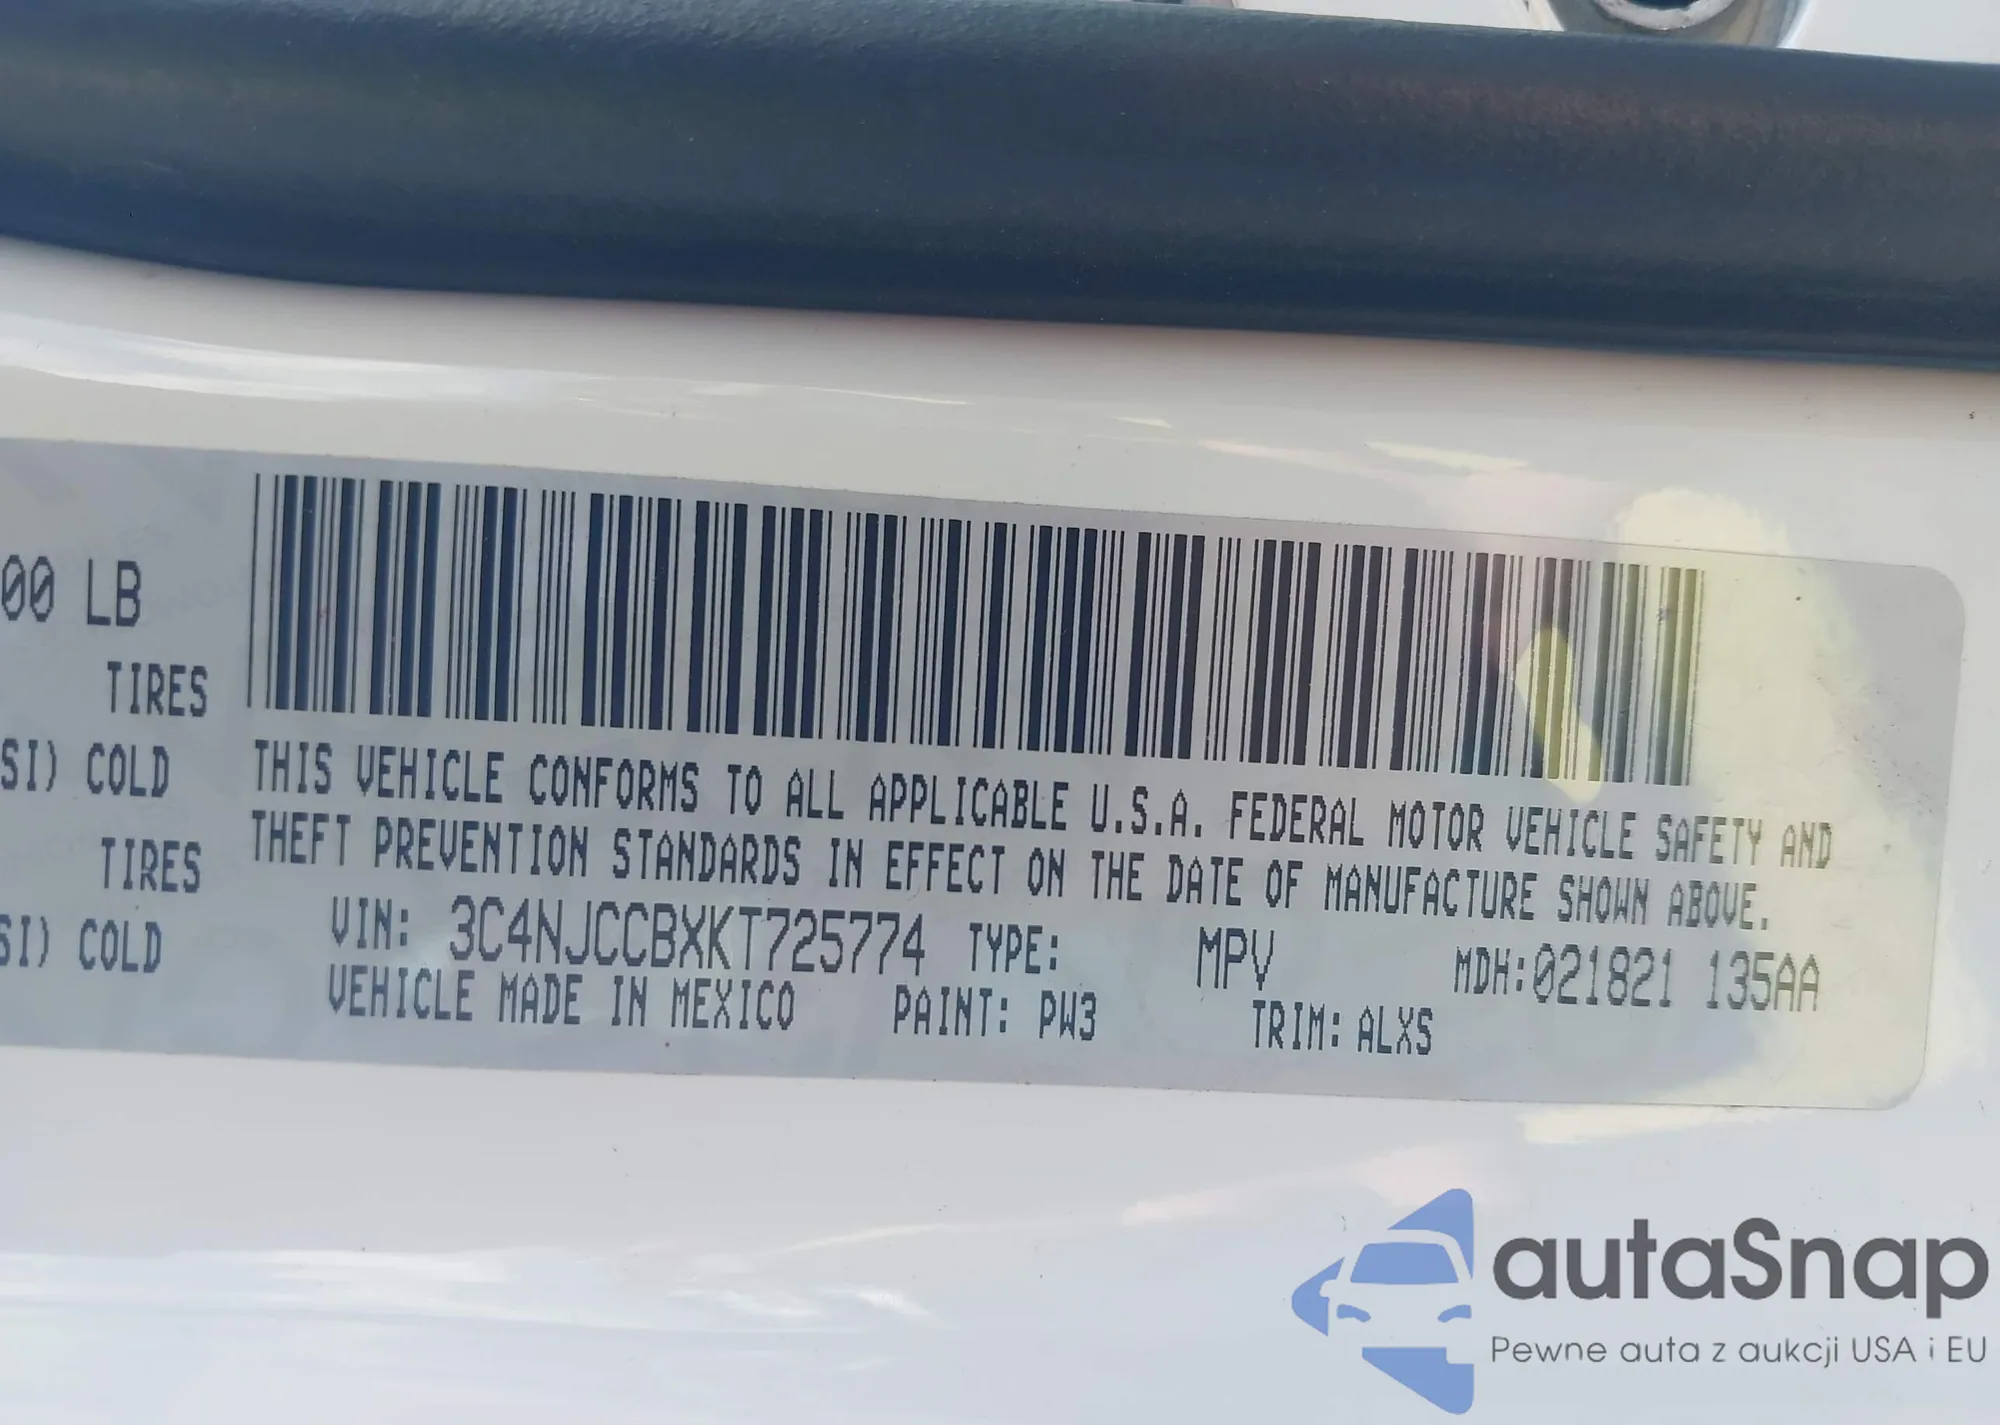 00 LB
TIRES
SI) COLD
TIRES
SI) COLD
THIS VEHICLE CONFORMS TO ALL APPLICABLE U.S.A. FEDERAL MOTOR VEHICLE SAFETY AND
THEFT PREVENTION STANDARDS IN EFFECT ON THE DATE OF MANUFACTURE SHOWN ABOVE.
VIN: 3C4NJCCBXKT725774 TYPE: MPV MDH:021821 135AA
VEHICLE MADE IN MEXICO PAINT: PW3 TRIM: ALXS
autaSnap
Pewne auta z aukcji USA i EU